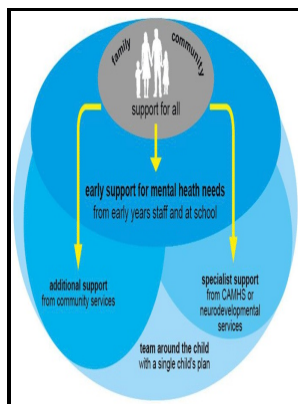 family
community
support for all
early support for mental heath needs
from early years staff and at school
additional support
from community services
specialist support
from CAMHS or
neurodevelopmental
services
team around the child
with a single child's plan